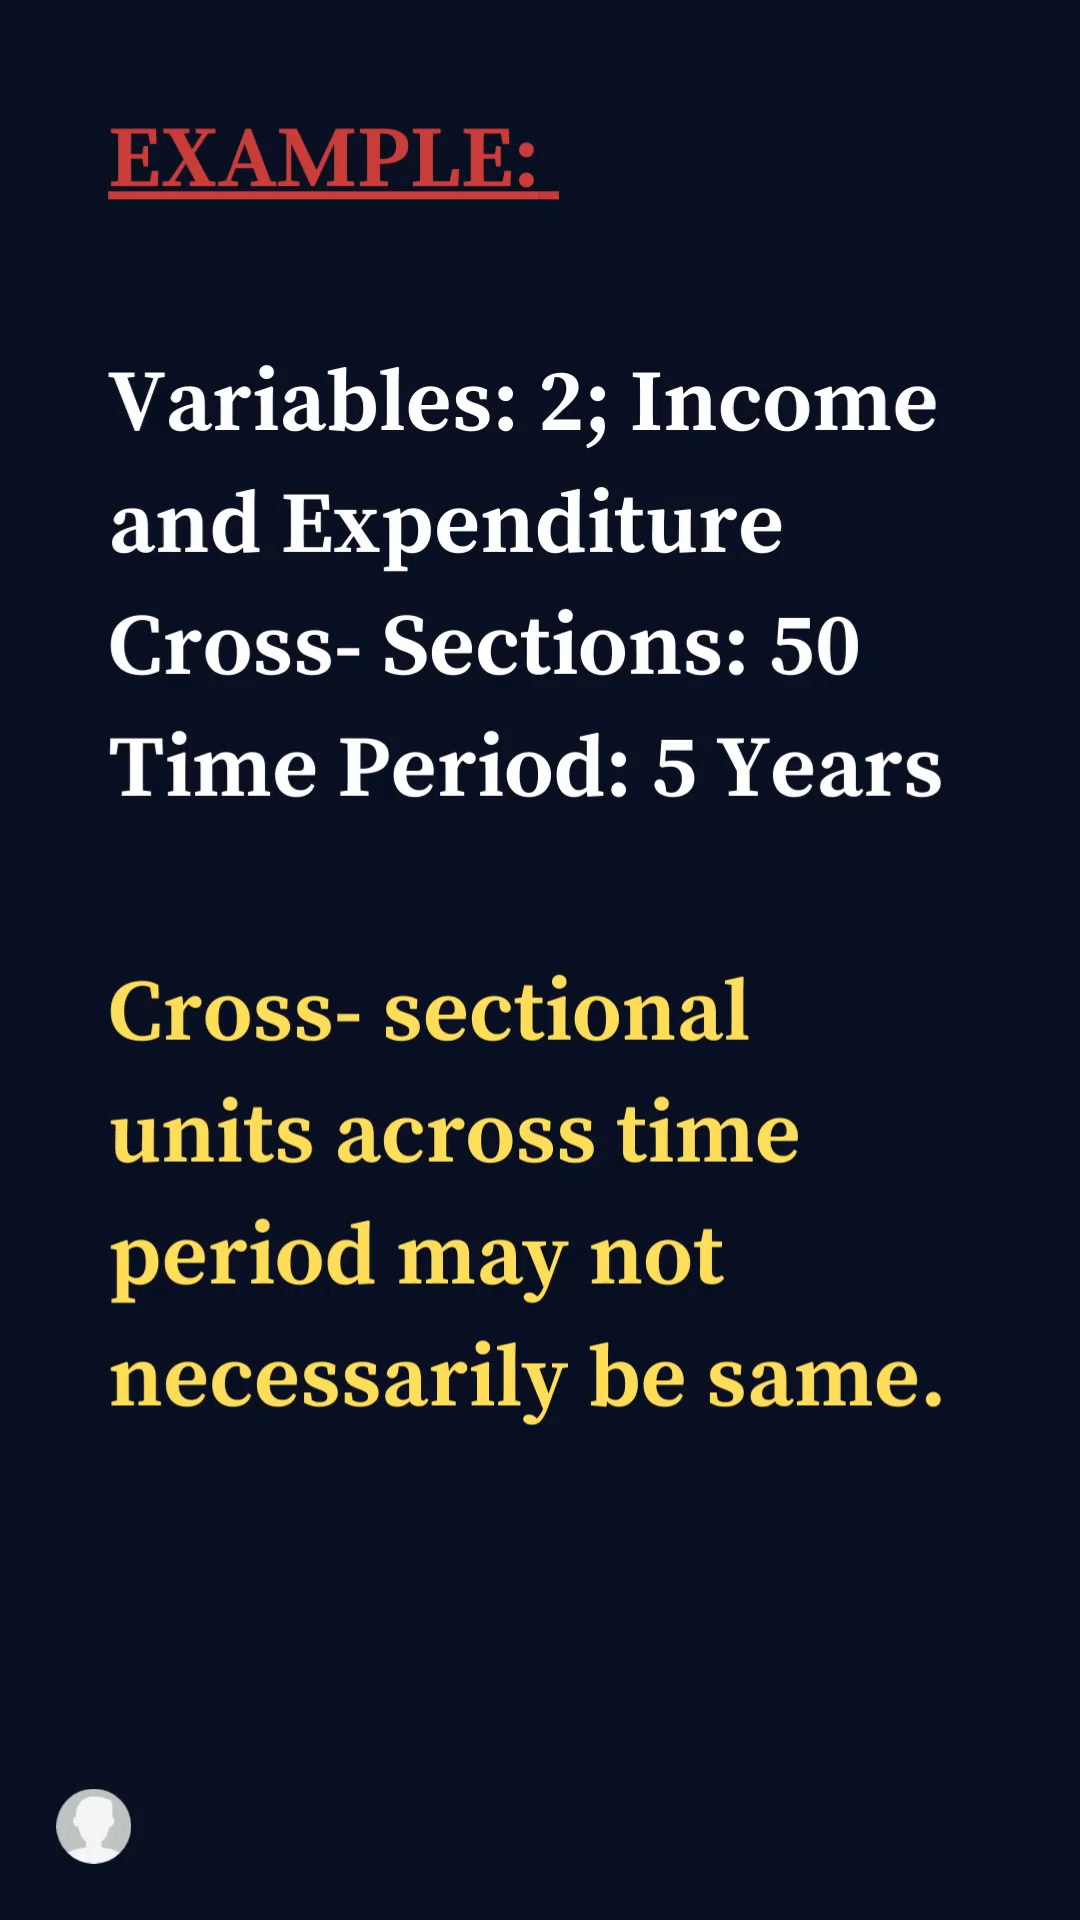 EXAMPLE:
Variables: 2; Income
and Expenditure
Cross- Sections: 50
Time Period: 5 Years
Cross- sectional
units across time
period may not
necessarily be same.